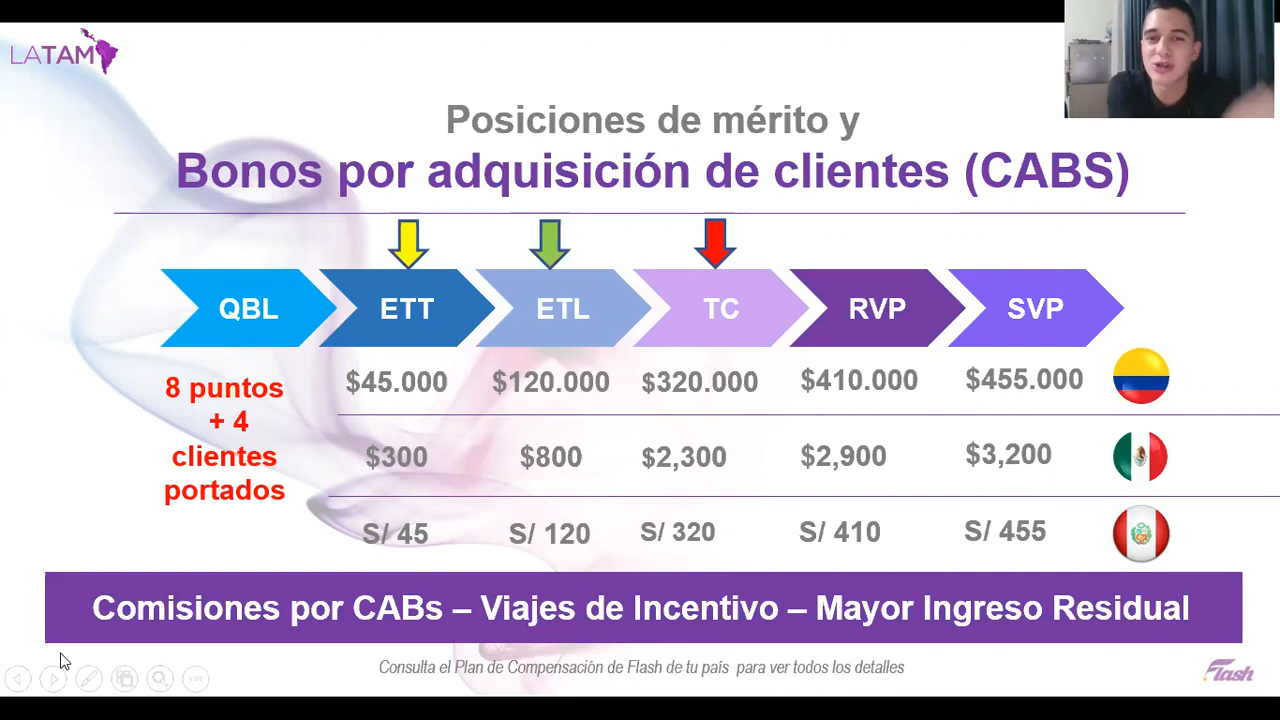 LATAM
Posiciones de mérito y
Bonos por adquisición de clientes (CABS)
QBL ETT ETL TC RVP SVP
8 puntos
+ 4
clientes
portados
$45.000 $120.000 $320.000 $410.000 $455.000
$300 $800 $2,300 $2,900 $3,200
S/ 45 S/ 120 S/ 320 S/ 410 S/ 455
Comisiones por CABs – Viajes de Incentivo – Mayor Ingreso Residual
Consulta el Plan de Compensación de Flash de tu país para ver todos los detalles
Flash